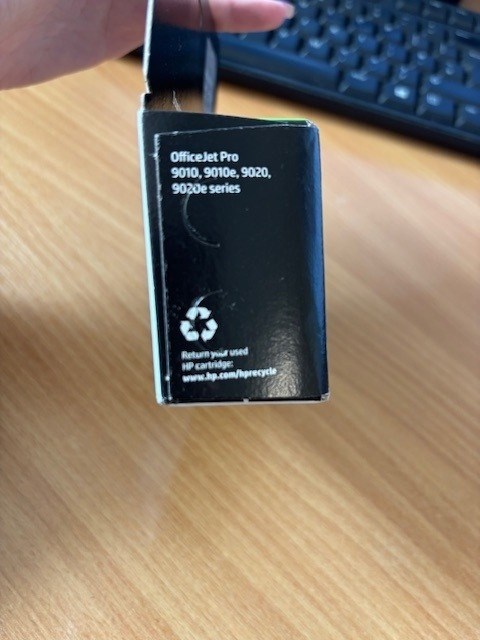 OfficeJet Pro
9010, 9010e, 9020,
9020e series
Return your used
HP cartridge:
www.hp.com/hprecycle